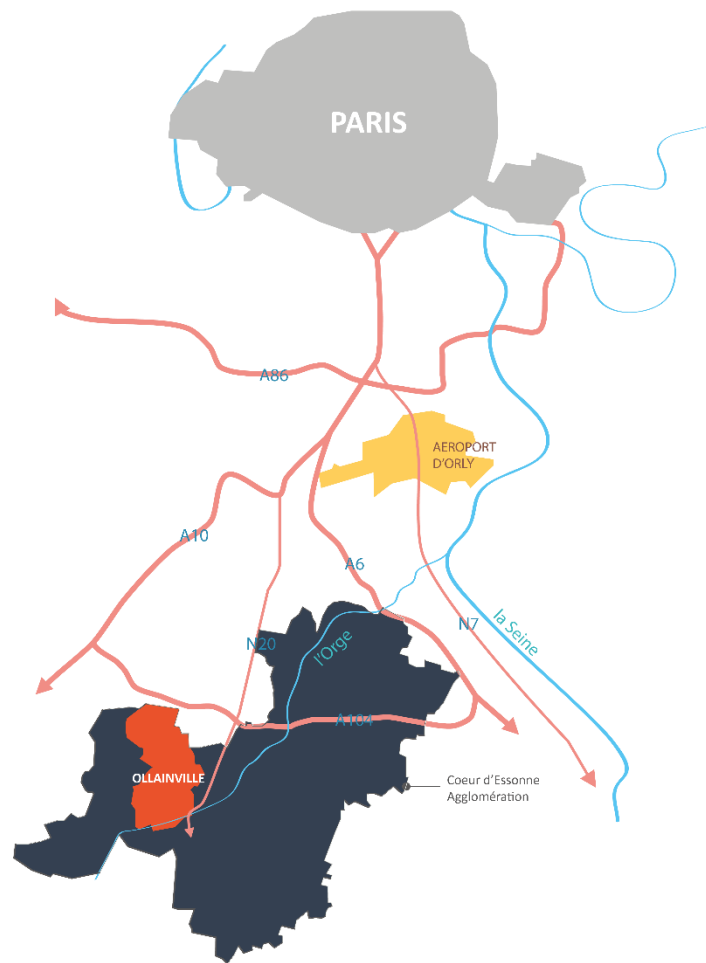 PARIS
A86
AEROPORT
D'ORLY
A10
A6
N7
la Seine
N20
l'Orge
A104
OLLAINVILLE
Coeur d'Essonne
Agglomération